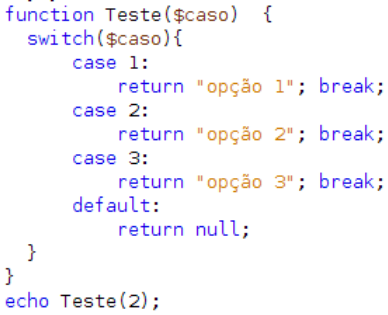 function Teste($caso)  {
  switch($caso){
      case 1:
          return "opção 1"; break;
      case 2:
          return "opção 2"; break;
      case 3:
          return "opção 3"; break;
      default:
          return null;
  }
}
echo Teste(2);